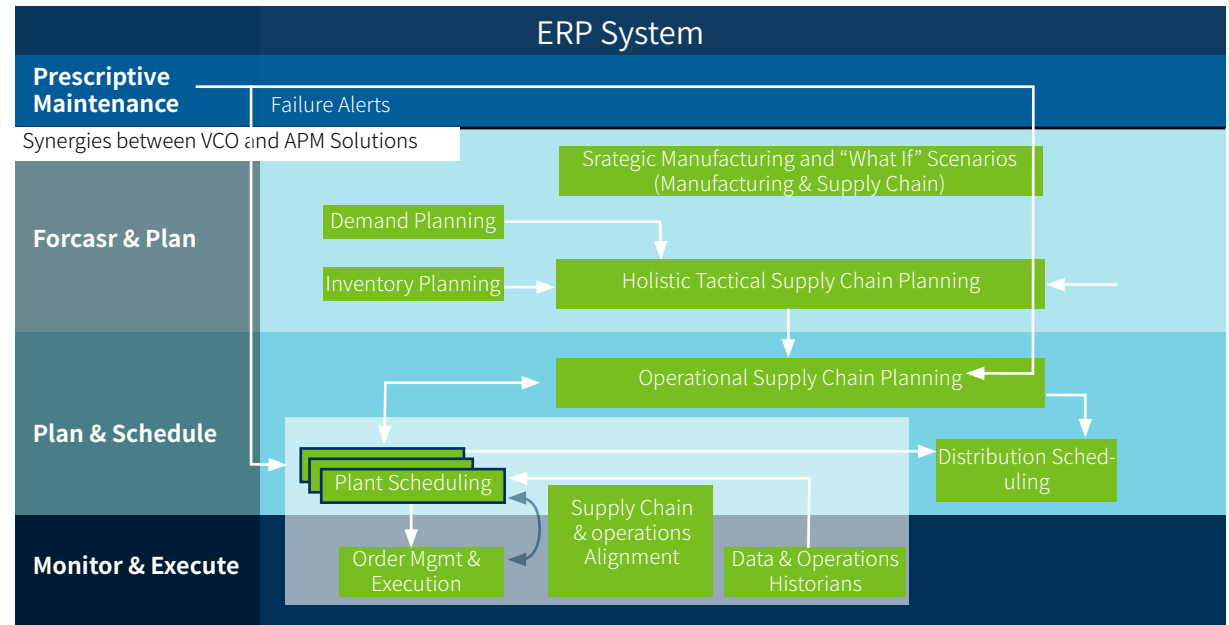 ERP System
Prescriptive
Maintenance
Failure Alerts
Synergies between VCO and APM Solutions
Srategic Manufacturing and “What If” Scenarios
(Manufacturing & Supply Chain)
Demand Planning
Forcasr & Plan
Inventory Planning
Holistic Tactical Supply Chain Planning
Operational Supply Chain Planning
Plan & Schedule
Distribution Sched-
uling
Plant Scheduling
Supply Chain
& operations
Alignment
Monitor & Execute
Order Mgmt &
Execution
Data & Operations
Historians